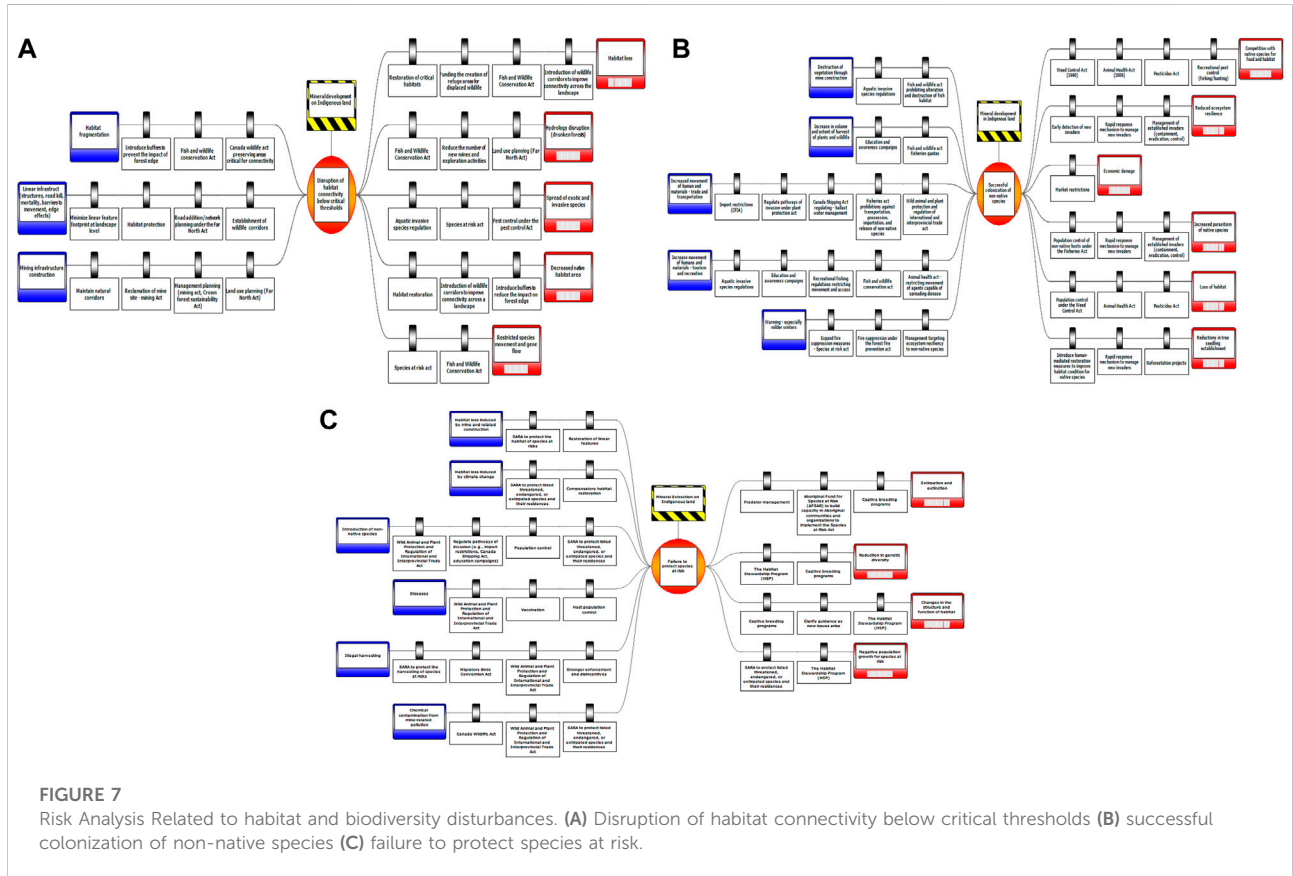 A
Mineral development
on Indigenous land
Disruption of
habitat
connectivity
below critical
thresholds
Habitat
fragmentation
Introduce buffers to
prevent the impact of
forest edge
Fish and wildlife
conservation Act
Canada wildlife act
preserving areas
critical for connectivity
Linear infrastruct
(structures, road kill,
mortality, barriers to
movement, edge
effects)
Minimize linear feature
footprint at landscape
level
Habitat protection
Road addition/network
planning under the Far
North Act
Establishment of
wildlife corridors
Mining infrastructure
construction
Maintain natural
corridors
Reclamation of mine
site - mining Act
Management planning
(mining act, Crown
forest sustainability
Act)
Land use planning (Far
North Act)
Restoration of critical
habitats
Funding the creation of
refuge areas for
displaced wildlife
Fish and Wildlife
Conservation Act
Introduction of wildlife
corridors to improve
connectivity across the
landscape
Habitat loss
Fish and Wildlife
Conservation Act
Reduce the number of
new mines and
exploration activities
Land use planning (Far
North Act)
Hydrology disruption
(drunken forests)
Aquatic invasive
species regulation
Species at risk act
Pest control under the
pest control Act
Spread of exotic and
invasive species
Habitat restoration
Introduction of wildlife
corridors to improve
connectivity across a
landscape
Introduce buffers to
reduce the impact on
forest edge
Decreased native
habitat area
Species at risk act
Fish and Wildlife
Conservation Act
Restricted species
movement and gene
flow
B
Mineral development
in Indigenous land
Successful
colonization of
non-native
species
Destruction of
vegetation through
mine construction
Aquatic invasive
species regulations
Fish and wildlife act
prohibiting alteration
and destruction of fish
habitat
Increase in volume
and extent of harvest
of plants and wildlife
Education and
awareness campaigns
Fish and wildlife act
fisheries quotas
Increased movement
of human and
materials - trade and
transportation
Import restrictions
(CFIA)
Regulate pathways of
invasion under plant
protection act
Canada Shipping Act
regulating - ballast
water management
Fisheries act
prohibitions against
transportation,
possession,
importation, and
release of non-native
species
Wild animal and plant
protection and
regulation of
international and
interprovincial trade
act
Increase movement
of humans and
materials - tourism
and recreation
Aquatic invasive
species regulations
Education and
awareness campaigns
Recreational fishing
regulations restricting
movement and access
Fish and wildlife
conservation act
Animal health act -
restricting movement
of agents capable of
spreading disease
Warming - especially
milder winters
Expand fire
suppression measures
- Species at risk act
Fire suppression under
the forest fire
prevention act
Management targeting
ecosystem resiliency
to non-native species
Weed Control Act
(1990)
Animal Health Act
(2009)
Pesticides Act
Recreational pest
control
(fishing/hunting)
Competition with
native species for
food and habitat
Early detection of new
invaders
Rapid response
mechanism to manage
new invaders
Management of
established invaders
(containment,
eradication, control)
Reduced ecosystem
resilience
Market restrictions
Economic damage
Population control of
non-native hosts under
the Fisheries Act
Rapid response
mechanism to manage
new invaders
Management of
established invaders
(containment,
eradication, control)
Increased parasitism
of native species
Population control
under the Weed
Control Act
Animal Health Act
Pesticides Act
Loss of habitat
Introduce human-
mediated restoration
measures to improve
habitat condition for
native species
Rapid response
mechanism to manage
new invaders
Reforestation projects
Reductions in tree
seedling
establishment
C
Mineral Extraction on
Indigenous land
Failure to
protect species
at risk
Habitat loss induced
by mine and related
construction
SARA to protect the
habitat of species at
risks
Restoration of linear
features
Habitat loss induced
by climate change
SARA to protect listed
threatened,
endangered, or
extirpated species and
their residences
Compensatory habitat
restoration
Introduction of non-
native species
Wild Animal and Plant
Protection and
Regulation of
International and
Interprovincial Trade
Act
Regulate pathways of
invasion (e.g., import
restrictions, Canada
Shipping Act,
education campaigns)
Population control
SARA to protect listed
threatened,
endangered, or
extirpated species and
their residences
Diseases
Wild Animal and Plant
Protection and
Regulation of
International and
Interprovincial Trade
Act
Vaccination
Host population
control
Illegal harvesting
SARA to protect the
harvesting of species
at risks
Migratory Birds
Convention Act
Wild Animal and Plant
Protection and
Regulation of
International and
Interprovincial Trade
Act
Stronger enforcement
and disincentives
Chemical
contamination from
mine-related
pollution
Canada Wildlife Act
Wild Animal and Plant
Protection and
Regulation of
International and
Interprovincial Trade
Act
SARA to protect listed
threatened,
endangered, or
extirpated species and
their residences
Predator management
Aboriginal Fund for
Species at Risk
(AFSAR) to build
capacity in Aboriginal
communities and
organizations to
implement the Species
at Risk Act
Captive breeding
programs
Extirpation and
extinction
The Habitat
Stewardship Program
(HSP)
Captive breeding
programs
Reduction in genetic
diversity
Captive breeding
programs
Clarify guidance as
new issues arise
The Habitat
Stewardship Program
(HSP)
Changes in the
structure and
function of habitat
SARA to protect listed
threatened,
endangered, or
extirpated species and
their residences
The Habitat
Stewardship Program
(HSP)
Negative population
growth for species at
risk
FIGURE 7
Risk Analysis Related to habitat and biodiversity disturbances. (A) Disruption of habitat connectivity below critical thresholds (B) successful
colonization of non-native species (C) failure to protect species at risk.